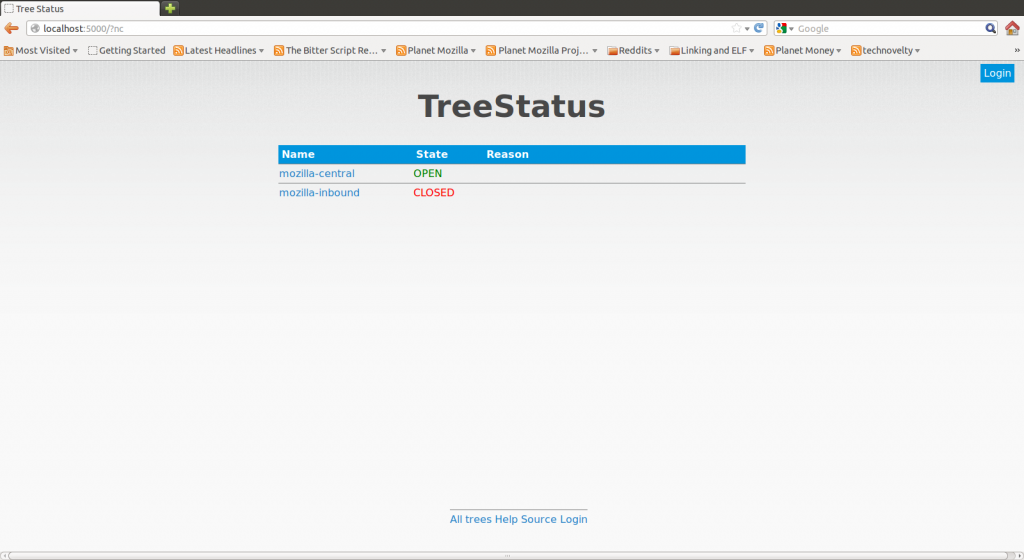 Tree Status
localhost:5000/?nc
Google
Most Visited Getting Started Latest Headlines The Bitter Script Re... Planet Mozilla Planet Mozilla Proj... Reddits Linking and ELF Planet Money technovelty »
Login
TreeStatus
Name State Reason
mozilla-central OPEN
mozilla-inbound CLOSED
All trees Help Source Login